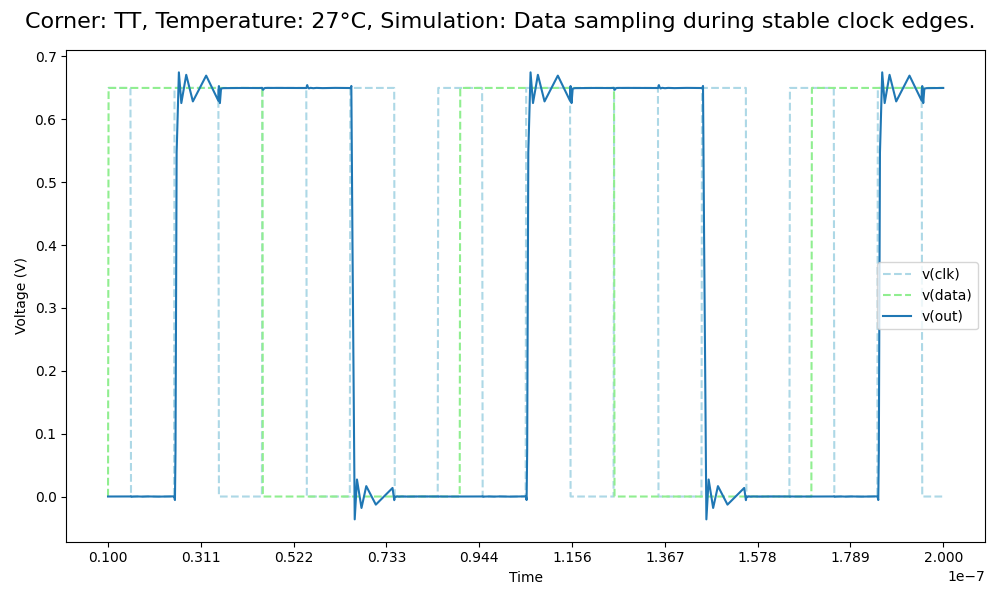 Corner: TT, Temperature: 27°C, Simulation: Data sampling during stable clock edges.
0.7
0.6
0.5
0.4
0.3
0.2
0.1
0.0
Voltage (V)
v(clk)
v(data)
v(out)
0.100 0.311 0.522 0.733 0.944 1.156 1.367 1.578 1.789 2.000
Time
1e−7